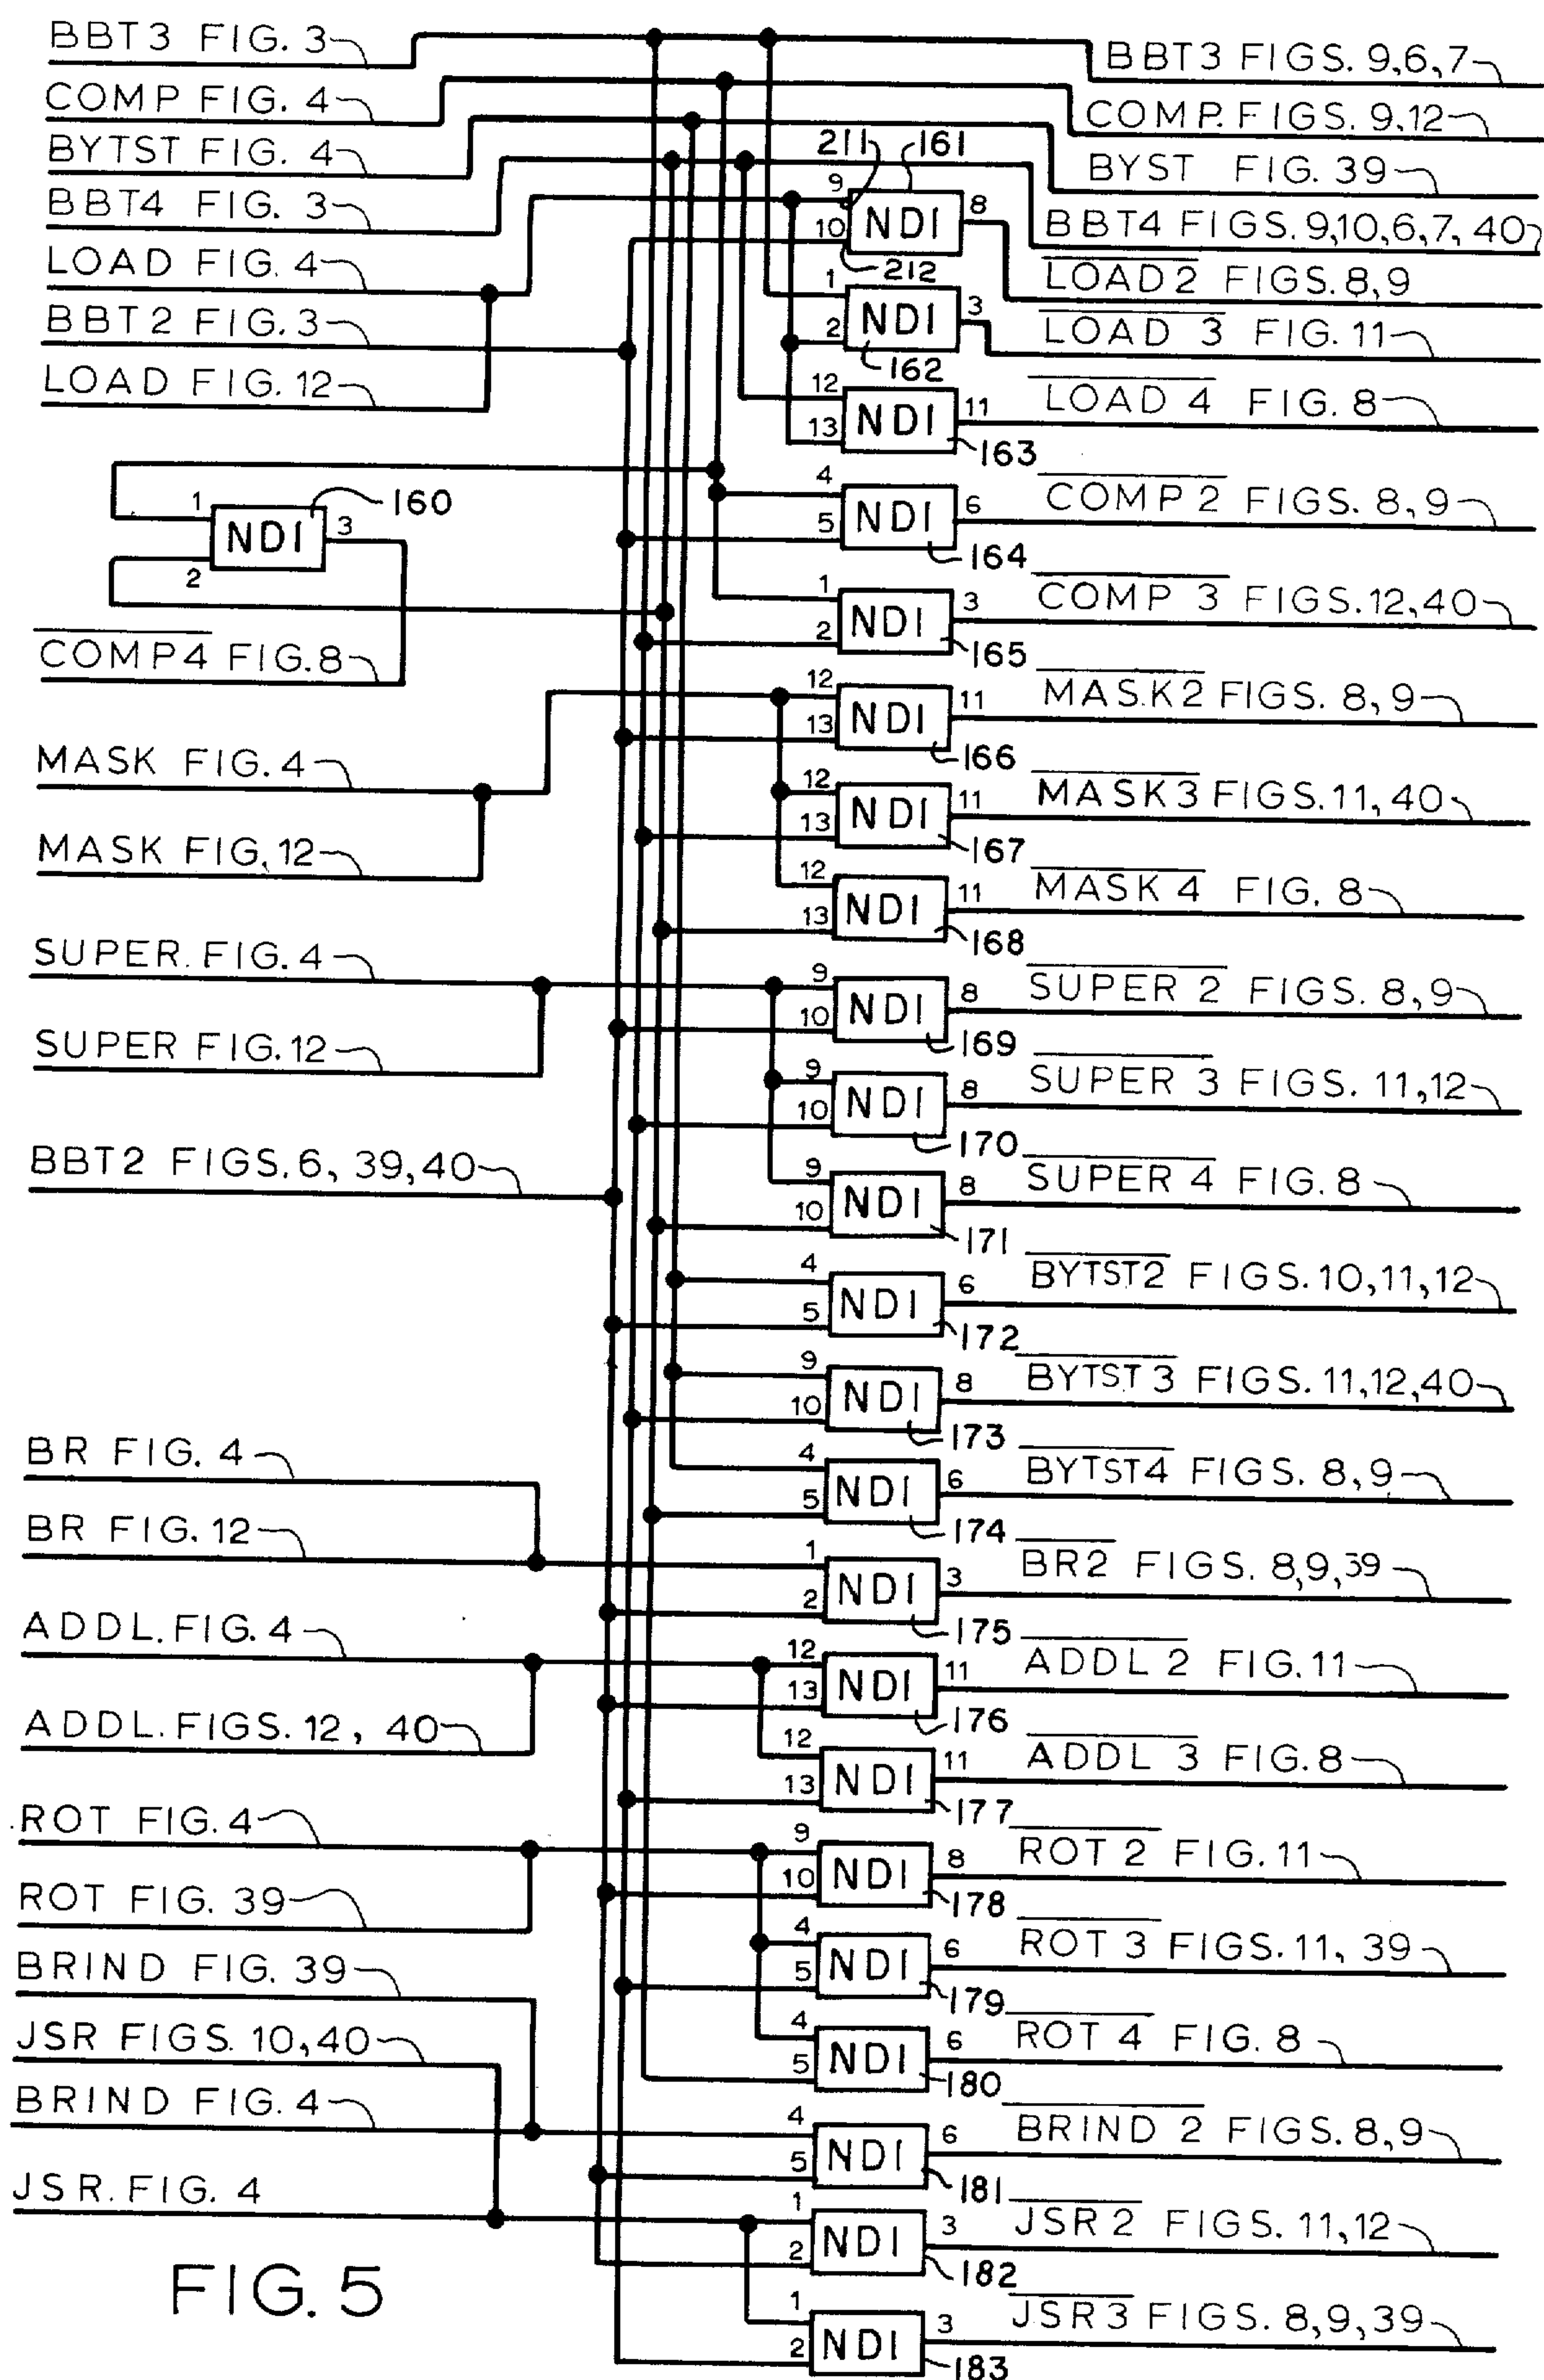 BBT3 FIG. 3
COMP FIG. 4
BYTST FIG. 4
BBT4 FIG. 3
LOAD FIG. 4
BBT2 FIG. 3
LOAD FIG. 12
BBT3 FIGS. 9,6,7
COMP. FIGS. 9,12
BYST FIG. 39
BBT4 FIGS. 9,10,6,7,40
211 161
9 NDI 8
10
212
LOAD2 FIGS. 8,9
1 NDI 3
2
162
LOAD 3 FIG. 11
12 NDI 11
13
163
LOAD 4 FIG. 8
1 NDI 3
2
160
COMP4 FIG. 8
4 NDI 6
5
164
COMP 2 FIGS. 8,9
1 NDI 3
2
165
COMP 3 FIGS. 12,40
MASK FIG. 4
MASK FIG. 12
12 NDI 11
13
166
MASK2 FIGS. 8,9
12 NDI 11
13
167
MASK3 FIGS. 11,40
12 NDI 11
13
168
MASK 4 FIG. 8
SUPER. FIG. 4
SUPER FIG. 12
9 NDI 8
10
169
SUPER 2 FIGS. 8,9
9 NDI 8
10
170
SUPER 3 FIGS. 11,12
BBT2 FIGS. 6, 39,40
9 NDI 8
10
171
SUPER 4 FIG. 8
4 NDI 6
5
172
BYTST2 FIGS. 10,11,12
9 NDI 8
10
173
BYTST3 FIGS. 11,12,40
BR FIG. 4
BR FIG. 12
4 NDI 6
5
174
BYTST4 FIGS. 8,9
1 NDI 3
2
175
BR2 FIGS. 8,9,39
ADDL. FIG. 4
ADDL. FIGS. 12, 40
12 NDI 11
13
176
ADDL 2 FIG. 11
12 NDI 11
13
177
ADDL 3 FIG. 8
ROT FIG. 4
ROT FIG. 39
9 NDI 8
10
178
ROT 2 FIG. 11
4 NDI 6
5
179
ROT 3 FIGS. 11, 39
BRIND FIG. 39
JSR FIGS. 10,40
BRIND FIG. 4
JSR. FIG. 4
4 NDI 6
5
180
ROT 4 FIG. 8
4 NDI 6
5
181
BRIND 2 FIGS. 8,9
1 NDI 3
2
182
JSR2 FIGS. 11,12
1 NDI 3
2
183
JSR3 FIGS. 8,9,39
FIG. 5